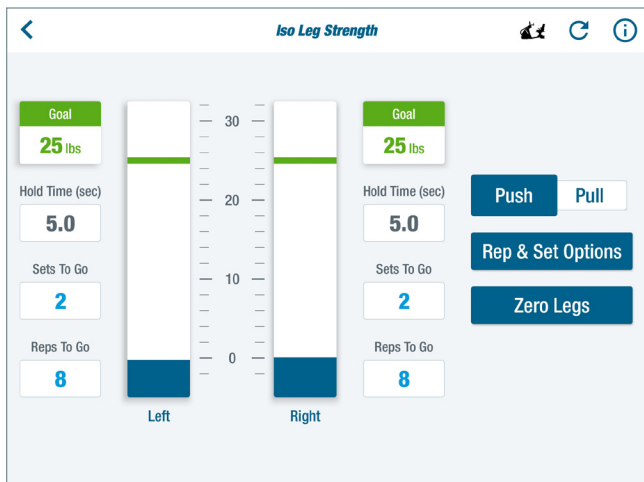 Iso Leg Strength
Goal
25 lbs
Hold Time (sec)
5.0
Sets To Go
2
Reps To Go
8
30
20
10
0
Left
Right
Goal
25 lbs
Hold Time (sec)
5.0
Sets To Go
2
Reps To Go
8
Push Pull
Rep & Set Options
Zero Legs